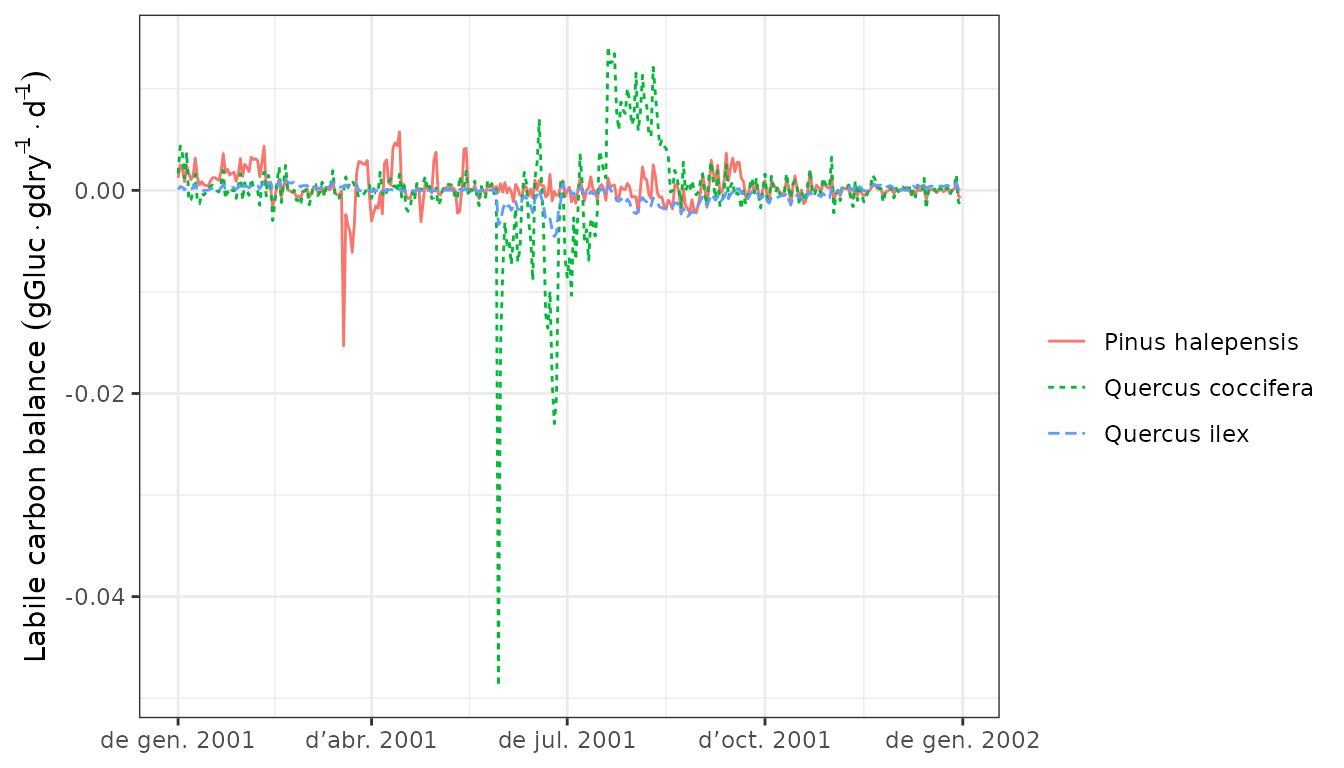 Labile carbon balance (gGluc · gdry⁻¹ · d⁻¹)
0.00
-0.02
-0.04
de gen. 2001
d’abr. 2001
de jul. 2001
d’oct. 2001
de gen. 2002
Pinus halepensis
Quercus coccifera
Quercus ilex